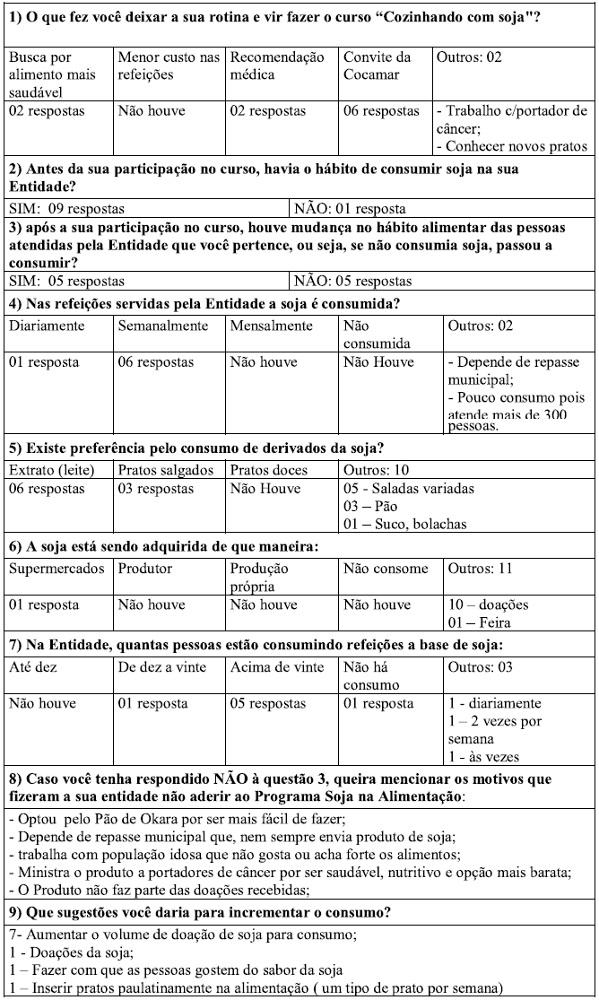 1) O que fez você deixar a sua rotina e vir fazer o curso “Cozinhando com soja"?
Busca por alimento mais saudável
Menor custo nas refeições
Recomendação médica
Convite da Cocamar
Outros: 02
02 respostas
Não houve
02 respostas
06 respostas
- Trabalho c/portador de câncer;
- Conhecer novos pratos
2) Antes da sua participação no curso, havia o hábito de consumir soja na sua
Entidade?
SIM: 09 respostas
NÃO: 01 resposta
3) após a sua participação no curso, houve mudança no hábito alimentar das pessoas
atendidas pela Entidade que você pertence, ou seja, se não consumia soja, passou a
consumir?
SIM: 05 respostas
NÃO: 05 respostas
4) Nas refeições servidas pela Entidade a soja é consumida?
Diariamente
Semanalmente
Mensalmente
Não consumida
Outros: 02
01 resposta
06 respostas
Não houve
Não Houve
- Depende de repasse municipal;
- Pouco consumo pois
atende mais de 300
pessoas.
5) Existe preferência pelo consumo de derivados da soja?
Extrato (leite)
Pratos salgados
Pratos doces
Outros: 10
06 respostas
03 respostas
Não Houve
05 - Saladas variadas
03 – Pão
01 – Suco, bolachas
6) A soja está sendo adquirida de que maneira:
Supermercados
Produtor
Produção própria
Não consome
Outros: 11
01 resposta
Não houve
Não houve
Não houve
10 – doações
01 – Feira
7) Na Entidade, quantas pessoas estão consumindo refeições a base de soja:
Até dez
De dez a vinte
Acima de vinte
Não há consumo
Outros: 03
Não houve
01 resposta
05 respostas
01 resposta
1 - diariamente
1 – 2 vezes por semana
1 - às vezes
8) Caso você tenha respondido NÃO à questão 3, queira mencionar os motivos que
fizeram a sua entidade não aderir ao Programa Soja na Alimentação:
- Optou pelo Pão de Okara por ser mais fácil de fazer;
- Depende de repasse municipal que, nem sempre envia produto de soja;
- trabalha com população idosa que não gosta ou acha forte os alimentos;
- Ministra o produto a portadores de câncer por ser saudável, nutritivo e opção mais barata;
- O Produto não faz parte das doações recebidas;
9) Que sugestões você daria para incrementar o consumo?
7- Aumentar o volume de doação de soja para consumo;
1 - Doações da soja;
1 – Fazer com que as pessoas gostem do sabor da soja
1 – Inserir pratos paulatinamente na alimentação ( um tipo de prato por semana)